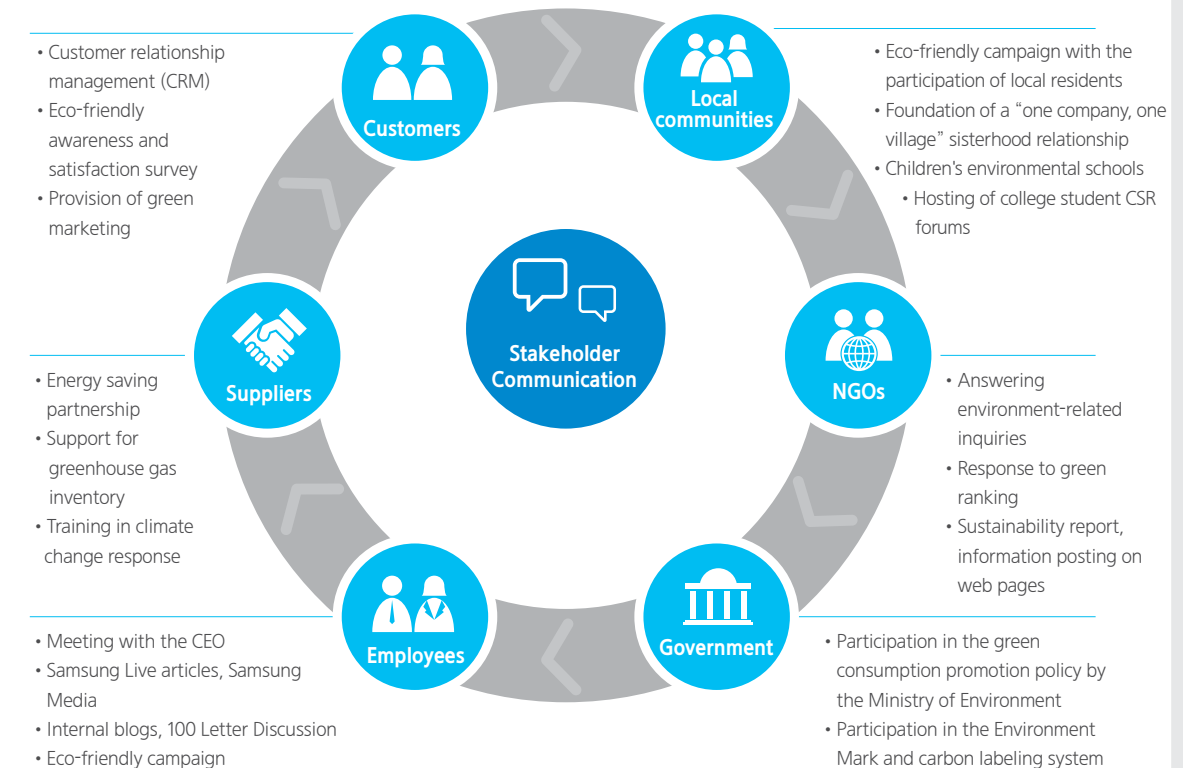 Customers
• Customer relationship
management (CRM)
• Eco-friendly
awareness and
satisfaction survey
• Provision of green
marketing
Local
communities
• Eco-friendly campaign with the
participation of local residents
• Foundation of a “one company, one
village” sisterhood relationship
• Children's environmental schools
• Hosting of college student CSR
forums
Stakeholder
Communication
Suppliers
• Energy saving
partnership
• Support for
greenhouse gas
inventory
• Training in climate
change response
NGOs
• Answering
environment-related
inquiries
• Response to green
ranking
• Sustainability report,
information posting on
web pages
Employees
• Meeting with the CEO
• Samsung Live articles, Samsung
Media
• Internal blogs, 100 Letter Discussion
• Eco-friendly campaign
Government
• Participation in the green
consumption promotion policy by
the Ministry of Environment
• Participation in the Environment
Mark and carbon labeling system